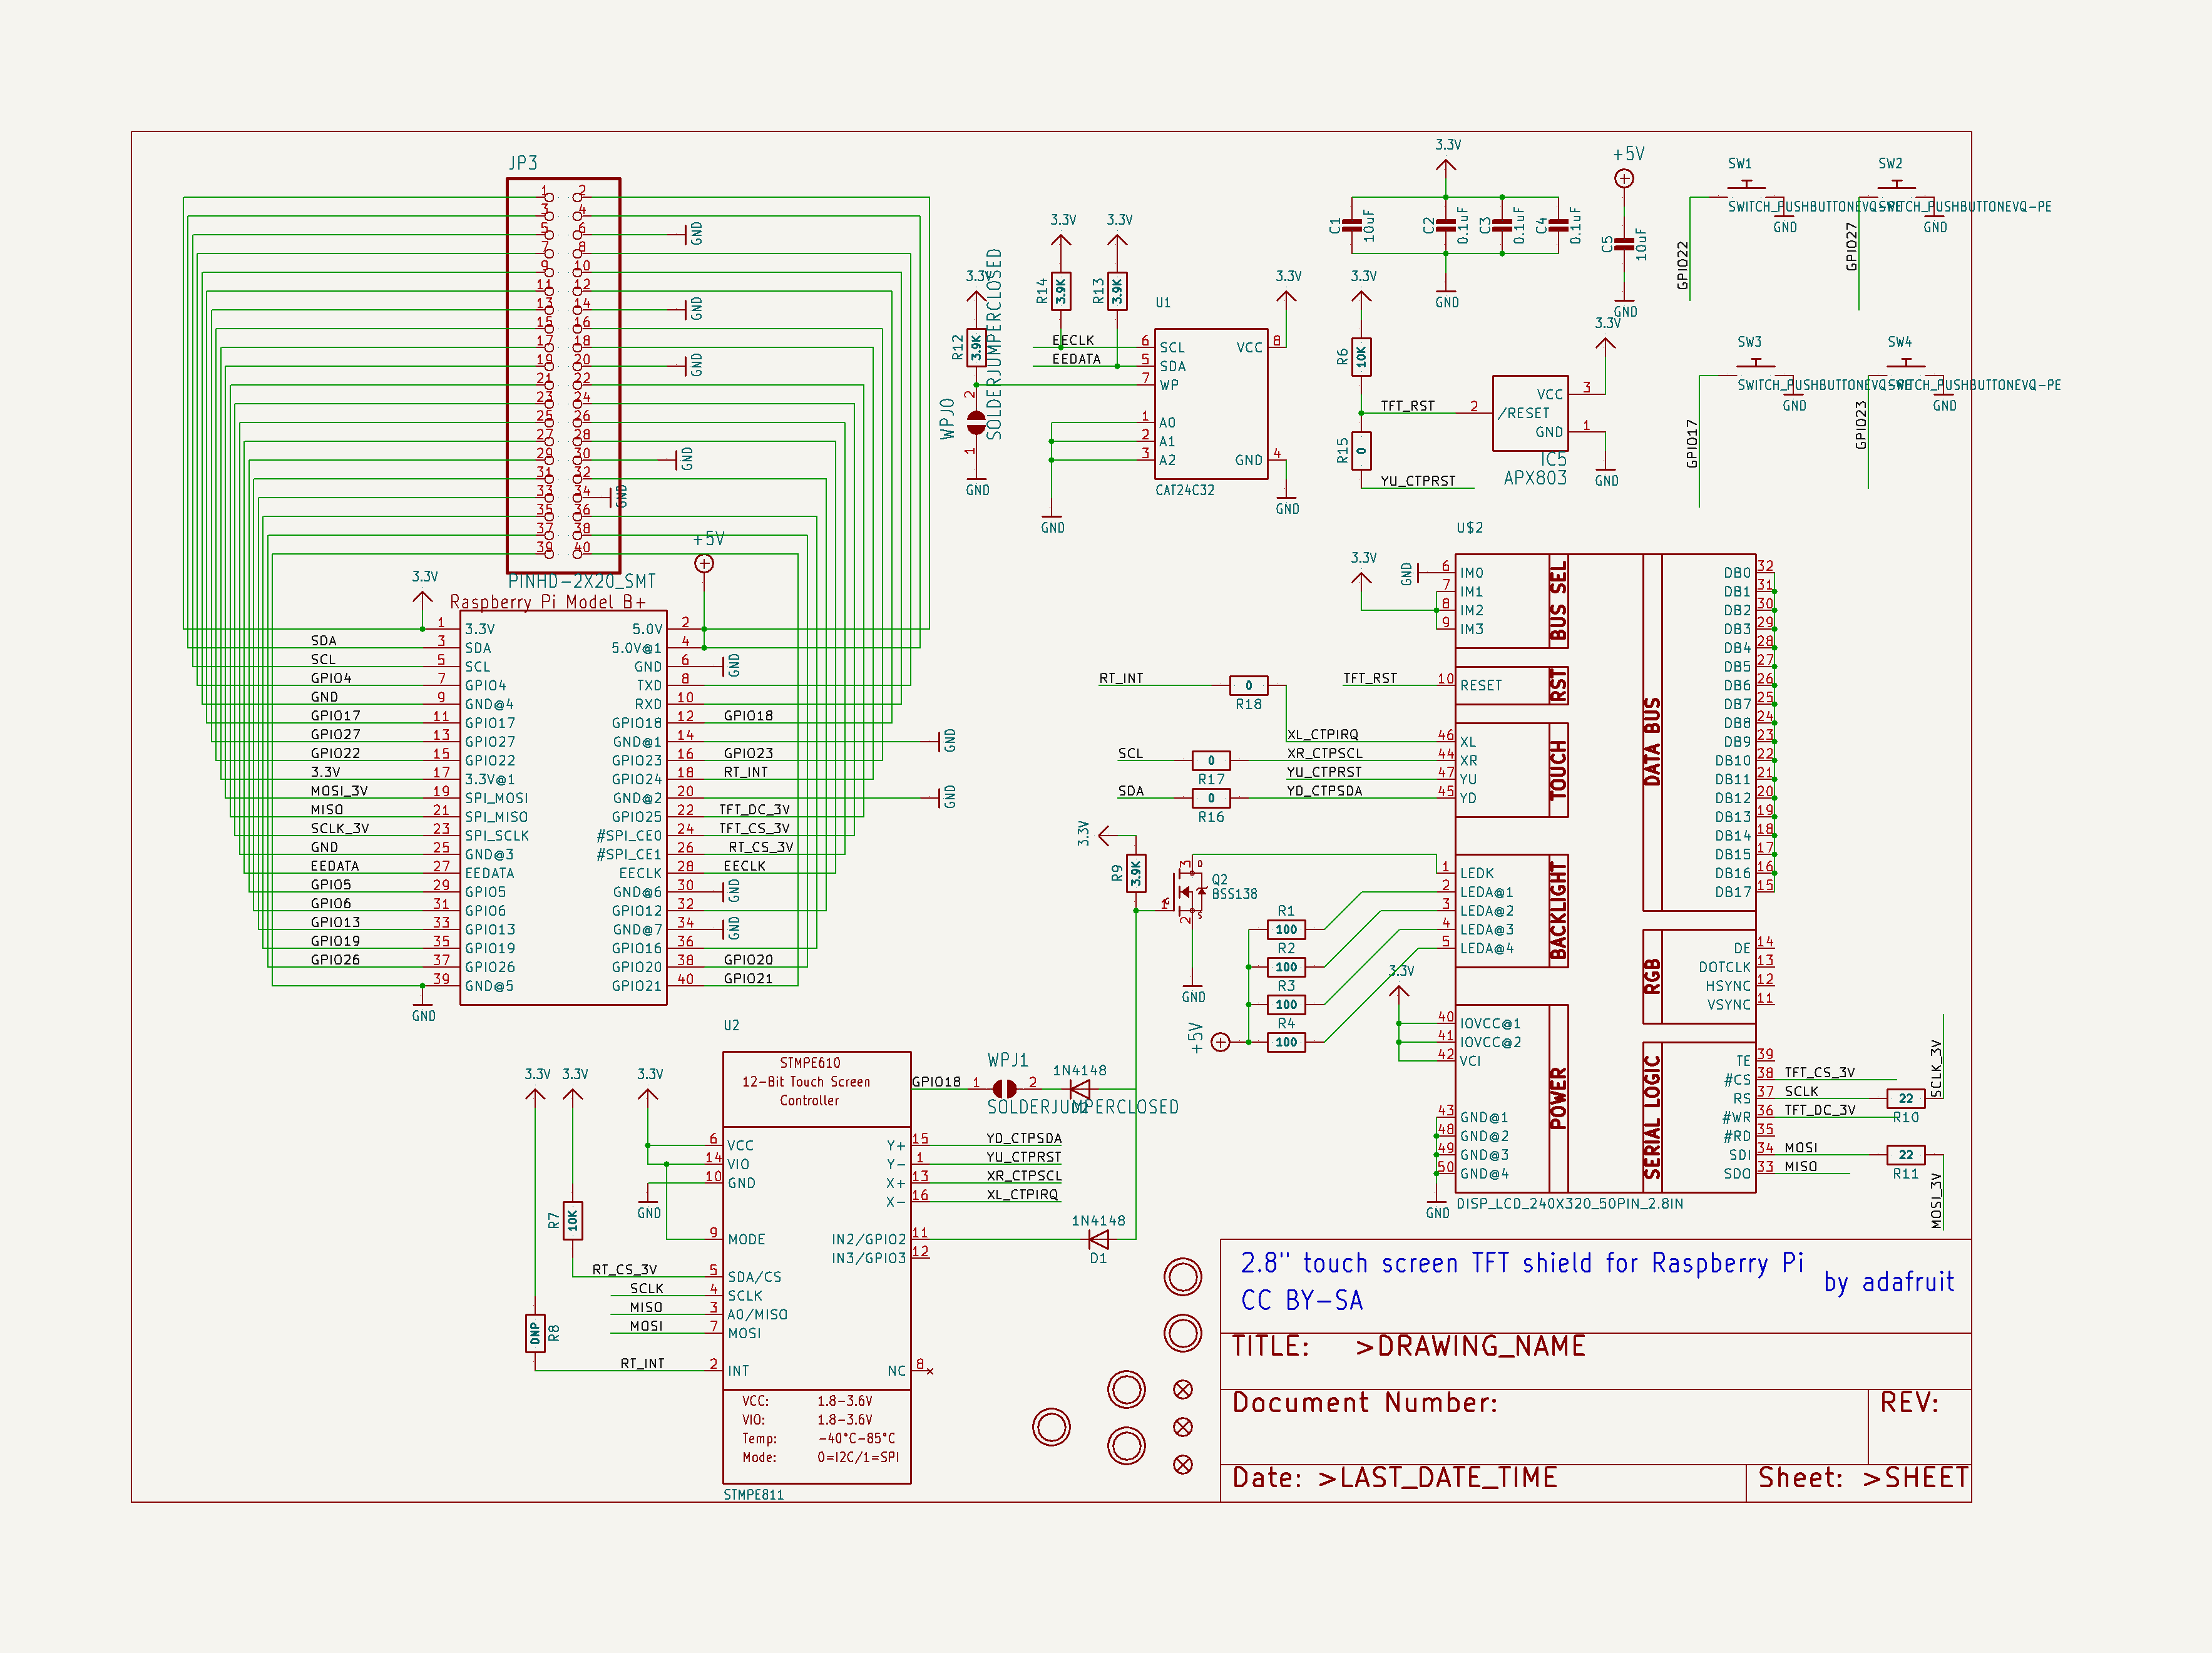 JP3
1 2
3 4
5 6 GND
7 8
9 10
11 12
13 14 GND
15 16
17 18
19 20 GND
21 22
23 24
25 26
27 28
29 30 GND
31 32
33 34 GND
35 36
37 38
39 40
PINHD-2X20_SMT
3.3V
+5V
Raspberry Pi Model B+
1 3.3V 5.0V 2
SDA 3 SDA 5.0V@1 4
SCL 5 SCL GND 6 GND
GPIO4 7 GPIO4 TXD 8
GND 9 GND@4 RXD 10
GPIO17 11 GPIO17 GPIO18 12 GPIO18
GPIO27 13 GPIO27 GND@1 14 GND
GPIO22 15 GPIO22 GPIO23 16 GPIO23
3.3V 17 3.3V@1 GPIO24 18 RT_INT
MOSI_3V 19 SPI_MOSI GND@2 20 GND
MISO 21 SPI_MISO GPIO25 22 TFT_DC_3V
SCLK_3V 23 SPI_SCLK #SPI_CE0 24 TFT_CS_3V
GND 25 GND@3 #SPI_CE1 26 RT_CS_3V
EEDATA 27 EEDATA EECLK 28 EECLK
GPIO5 29 GPIO5 GND@6 30 GND
GPIO6 31 GPIO6 GPIO12 32
GPIO13 33 GPIO13 GND@7 34 GND
GPIO19 35 GPIO19 GPIO16 36
GPIO26 37 GPIO26 GPIO20 38 GPIO20
39 GND@5 GPIO21 40 GPIO21
GND
3.3V
R12 3.9K
WPJ0
SOLDERJUMPERCLOSED
2
1
GND
3.3V
R14 3.9K
3.3V
R13 3.9K
U1
EECLK 6 SCL VCC 8 3.3V
EEDATA 5 SDA
7 WP
1 A0
2 A1
3 A2 GND 4
CAT24C32
GND
GND
3.3V
C1 10uF
C2 0.1uF
C3 0.1uF
C4 0.1uF
GND
+5V
C5 10uF
GND
3.3V
R6 10K
TFT_RST
R15 0
YU_CTPRST
3.3V
VCC 3
2 /RESET
GND 1
IC5
APX803
GND
SW1
SWITCH_PUSHBUTTONEVQ-PE
GND
GPIO22
SW2
SWITCH_PUSHBUTTONEVQ-PE
GND
GPIO27
SW3
SWITCH_PUSHBUTTONEVQ-PE
GND
GPIO17
SW4
SWITCH_PUSHBUTTONEVQ-PE
GND
GPIO23
U$2
3.3V
GND 6 IM0
7 IM1
8 IM2
9 IM3
BUS SEL
TFT_RST 10 RESET
RST
RT_INT 0 R18
XL_CTPIRQ 46 XL
SCL 0 R17 XR_CTPSCL 44 XR
YU_CTPRST 47 YU
SDA 0 R16 YD_CTPSDA 45 YD
TOUCH
3.3V
R9 3.9K
Q2
BSS138
3 D
1 G
2 S
GND
1 LEDK
2 LEDA@1
3 LEDA@2
4 LEDA@3
5 LEDA@4
BACKLIGHT
R1
100
R2
100
R3
100
R4
100
+5V
3.3V
40 IOVCC@1
41 IOVCC@2
42 VCI
43 GND@1
48 GND@2
49 GND@3
50 GND@4
POWER
GND
DATA BUS
DB0 32
DB1 31
DB2 30
DB3 29
DB4 28
DB5 27
DB6 26
DB7 25
DB8 24
DB9 23
DB10 22
DB11 21
DB12 20
DB13 19
DB14 18
DB15 17
DB16 16
DB17 15
RGB
DE 14
DOTCLK 13
HSYNC 12
VSYNC 11
SERIAL LOGIC
TE 39
#CS 38 TFT_CS_3V
RS 37 SCLK 22 SCLK_3V
#WR 36 TFT_DC_3V R10
#RD 35
SDI 34 MOSI 22 MOSI_3V
SDO 33 MISO R11
DISP_LCD_240X320_50PIN_2.8IN
U2
STMPE610
12-Bit Touch Screen
Controller
3.3V 3.3V 3.3V
6 VCC
14 VIO
10 GND
GND
9 MODE
RT_CS_3V 5 SDA/CS
SCLK 4 SCLK
MISO 3 A0/MISO
MOSI 7 MOSI
RT_INT 2 INT
R7 10K
R8 DNP
Y+ 15 YD_CTPSDA
Y- 1 YU_CTPRST
X+ 13 XR_CTPSCL
X- 16 XL_CTPIRQ
IN2/GPIO2 11
IN3/GPIO3 12
NC 8
VCC: 1.8-3.6V
VIO: 1.8-3.6V
Temp: -40°C-85°C
Mode: 0=I2C/1=SPI
STMPE811
WPJ1
GPIO18 1 2
SOLDERJUMPERCLOSED
1N4148
D2
1N4148
D1
2.8" touch screen TFT shield for Raspberry Pi
by adafruit
CC BY-SA
TITLE: >DRAWING_NAME
Document Number:
REV:
Date: >LAST_DATE_TIME
Sheet: >SHEET